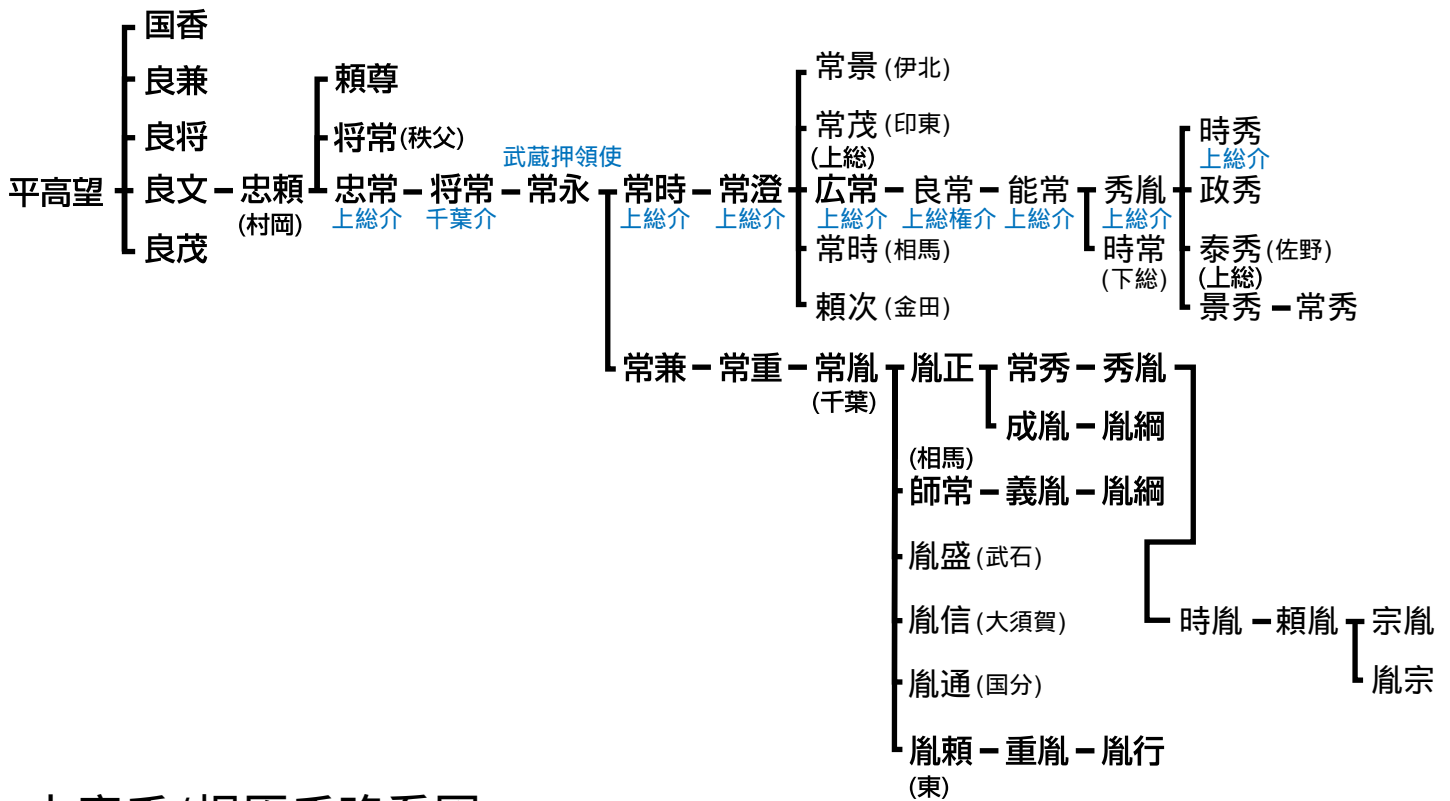 国香
良兼
良将
平高望
良文
良茂
忠頼
(村岡)
頼尊
将常(秩父)
忠常
上総介
将常
千葉介
武蔵押領使
常永
常時
上総介
常澄
上総介
常景(伊北)
常茂(印東)
(上総)
広常
上総介
常時(相馬)
頼次(金田)
良常
上総権介
能常
上総介
秀胤
上総介
時常
(下総)
時秀
上総介
政秀
泰秀(佐野)
(上総)
景秀
常秀
常兼
常重
常胤
(千葉)
胤正
常秀
秀胤
成胤
胤綱
(相馬)
師常
義胤
胤綱
胤盛(武石)
胤信(大須賀)
胤通(国分)
胤頼
(東)
重胤
胤行
時胤
頼胤
宗胤
胤宗